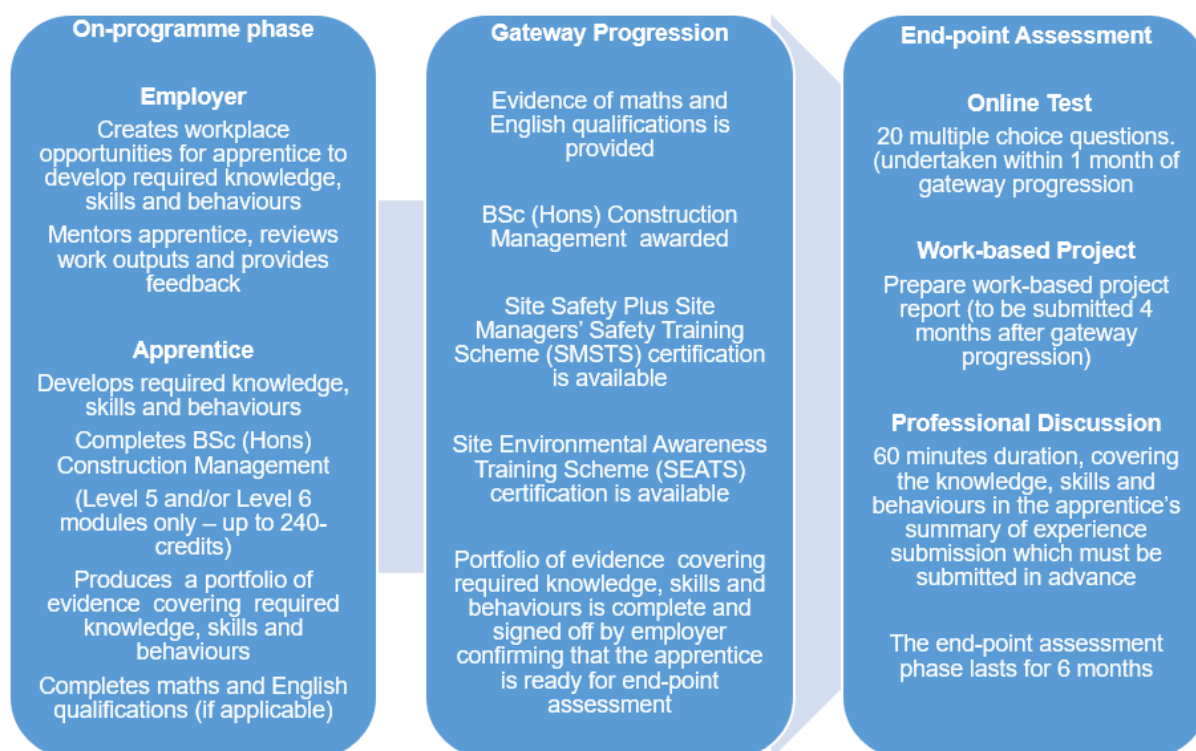 On-programme phase
Employer
Creates workplace
opportunities for apprentice to
develop required knowledge,
skills and behaviours
Mentors apprentice, reviews
work outputs and provides
feedback
Apprentice
Develops required knowledge,
skills and behaviours
Completes BSc (Hons)
Construction Management
(Level 5 and/or Level 6
modules only – up to 240-
credits)
Produces a portfolio of
evidence covering required
knowledge, skills and
behaviours
Completes maths and English
qualifications (if applicable)
Gateway Progression
Evidence of maths and
English qualifications is
provided
BSc (Hons) Construction
Management awarded
Site Safety Plus Site
Managers’ Safety Training
Scheme (SMSTS) certification
is available
Site Environmental Awareness
Training Scheme (SEATS)
certification is available
Portfolio of evidence covering
required knowledge, skills and
behaviours is complete and
signed off by employer
confirming that the apprentice
is ready for end-point
assessment
End-point Assessment
Online Test
20 multiple choice questions.
(undertaken within 1 month of
gateway progression
Work-based Project
Prepare work-based project
report (to be submitted 4
months after gateway
progression)
Professional Discussion
60 minutes duration, covering
the knowledge, skills and
behaviours in the apprentice’s
summary of experience
submission which must be
submitted in advance
The end-point assessment
phase lasts for 6 months